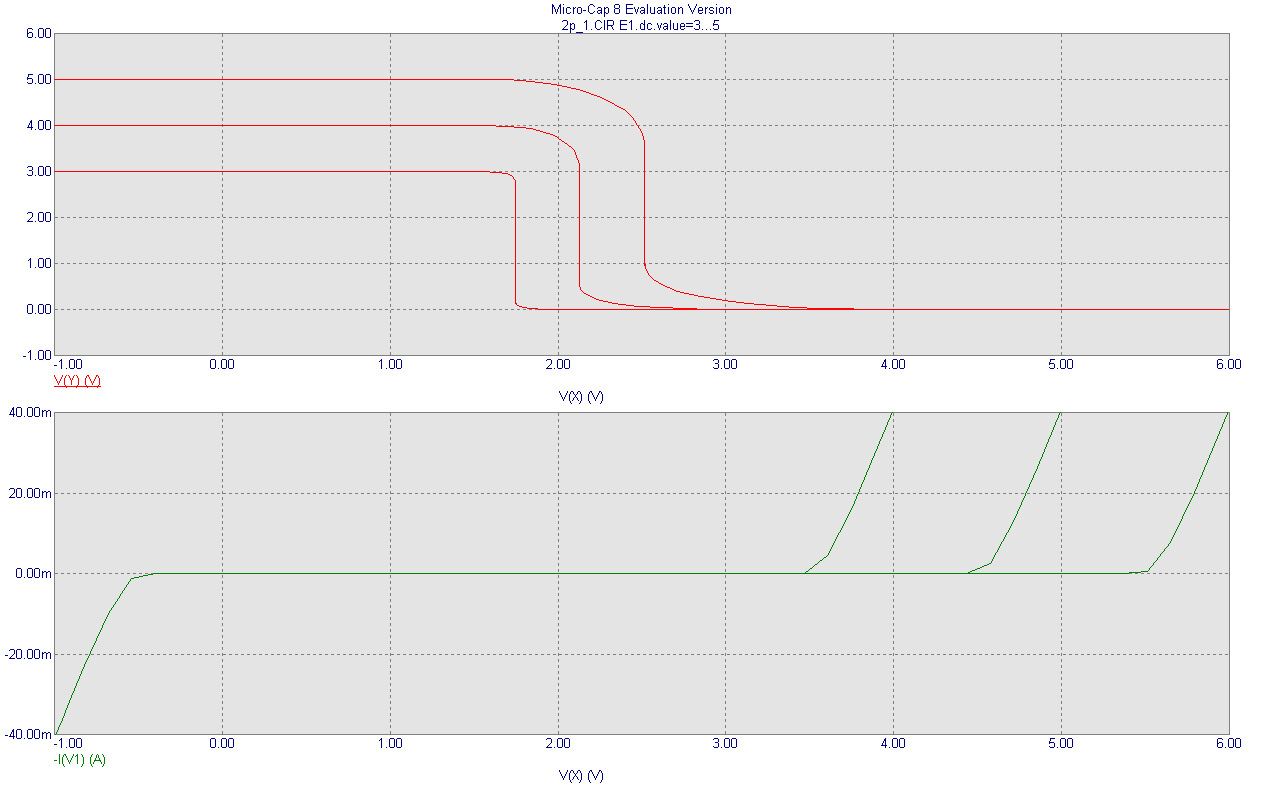 Micro-Cap 8 Evaluation Version
2p_1.CIR E1.dc.value=3...5
6.00
5.00
4.00
3.00
2.00
1.00
0.00
-1.00
-1.00 0.00 1.00 2.00 3.00 4.00 5.00 6.00
V(Y) (V)
V(X) (V)
40.00m
20.00m
0.00m
-20.00m
-40.00m
-1.00 0.00 1.00 2.00 3.00 4.00 5.00 6.00
-I(V1) (A)
V(X) (V)